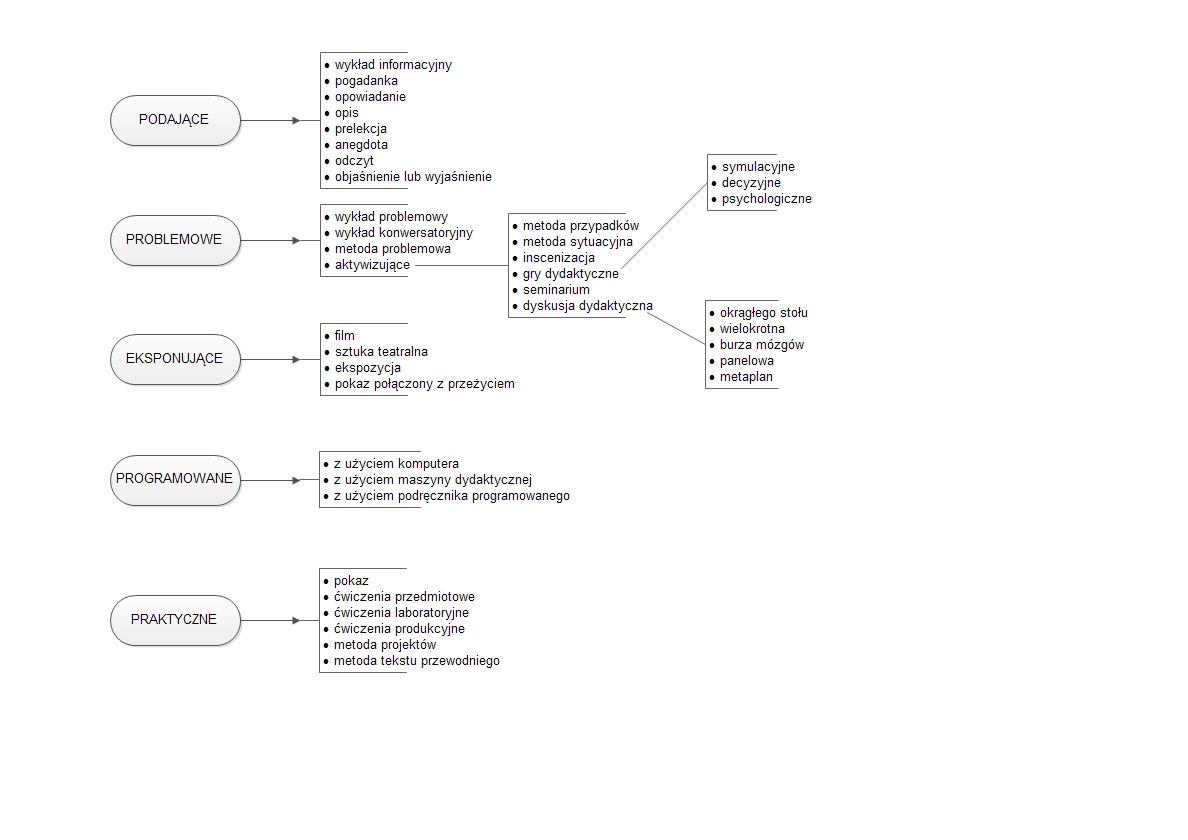 PODAJĄCE
• wykład informacyjny
• pogadanka
• opowiadanie
• opis
• prelekcja
• anegdota
• odczyt
• objaśnienie lub wyjaśnienie
PROBLEMOWE
• wykład problemowy
• wykład konwersatoryjny
• metoda problemowa
• aktywizujące
• metoda przypadków
• metoda sytuacyjna
• inscenizacja
• gry dydaktyczne
• seminarium
• dyskusja dydaktyczna
• symulacyjne
• decyzyjne
• psychologiczne
• okrągłego stołu
• wielokrotna
• burza mózgów
• panelowa
• metaplan
EKSPONUJĄCE
• film
• sztuka teatralna
• ekspozycja
• pokaz połączony z przeżyciem
PROGRAMOWANE
• z użyciem komputera
• z użyciem maszyny dydaktycznej
• z użyciem podręcznika programowanego
PRAKTYCZNE
• pokaz
• ćwiczenia przedmiotowe
• ćwiczenia laboratoryjne
• ćwiczenia produkcyjne
• metoda projektów
• metoda tekstu przewodniego